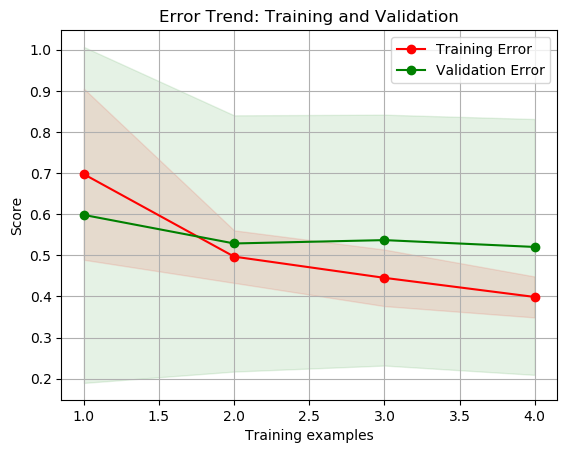 Error Trend: Training and Validation
Training Error
Validation Error
Score
1.0
0.9
0.8
0.7
0.6
0.5
0.4
0.3
0.2
1.0 1.5 2.0 2.5 3.0 3.5 4.0
Training examples